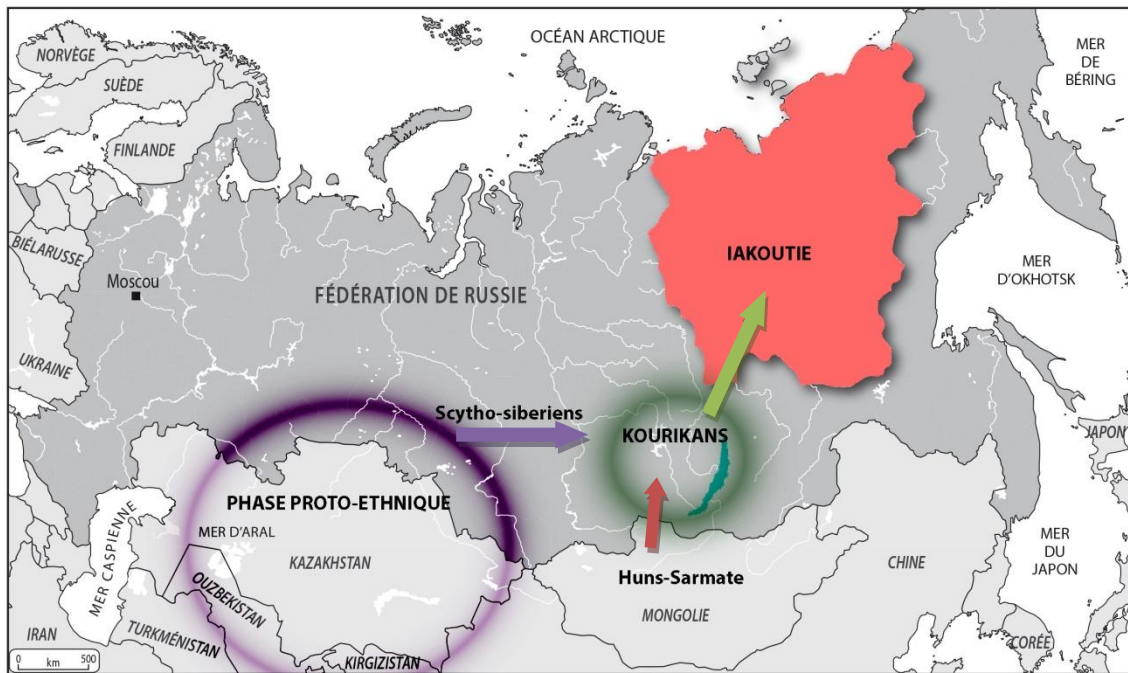 OCÉAN ARCTIQUE
MER
DE
BÉRING
NORVÈGE
SUÈDE
FINLANDE
BIÉLARUSSE
Moscou
IAKOUTIE
MER
D'OKHOTSK
FÉDÉRATION DE RUSSIE
UKRAINE
Scytho-siberiens
KOURIKANS
JAPON
PHASE PROTO-ETHNIQUE
MER D'ARAL
KAZAKHSTAN
MER CASPIENNE
OUZBEKISTAN
Huns-Sarmate
MONGOLIE
CHINE
MER
DU
JAPON
IRAN
TURKMÉNISTAN
KIRGIZISTAN
CORÉE
0 km 500